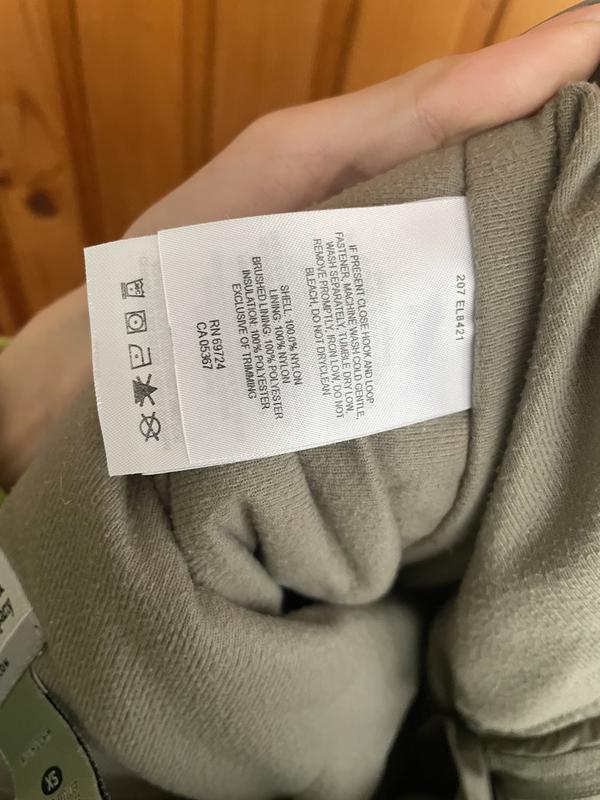 207 EL8421
IF PRESENT CLOSE HOOK AND LOOP
FASTENER, MACHINE WASH COLD GENTLE,
WASH SEPARATELY, TUMBLE DRY LOW,
REMOVE PROMPTLY, IRON LOW, DO NOT
BLEACH, DO NOT DRYCLEAN
SHELL: 100.0% NYLON
LINING: 100% NYLON
BRUSHED LINING: 100% POLYESTER
INSULATION: 100% POLYESTER
EXCLUSIVE OF TRIMMING
RN 69724
CA 05367